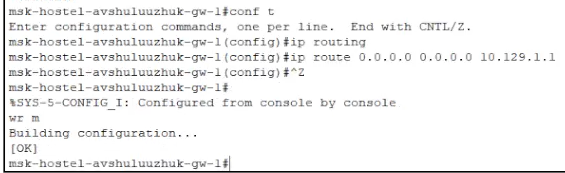 msk-hostel-avshuluuzhuk-gw-1#conf t
Enter configuration commands, one per line.  End with CNTL/Z.
msk-hostel-avshuluuzhuk-gw-1(config)#ip routing
msk-hostel-avshuluuzhuk-gw-1(config)#ip route 0.0.0.0 0.0.0.0 10.129.1.1
msk-hostel-avshuluuzhuk-gw-1(config)#^Z
msk-hostel-avshuluuzhuk-gw-1#
%SYS-5-CONFIG_I: Configured from console by console
wr m
Building configuration...
[OK]
msk-hostel-avshuluuzhuk-gw-1#